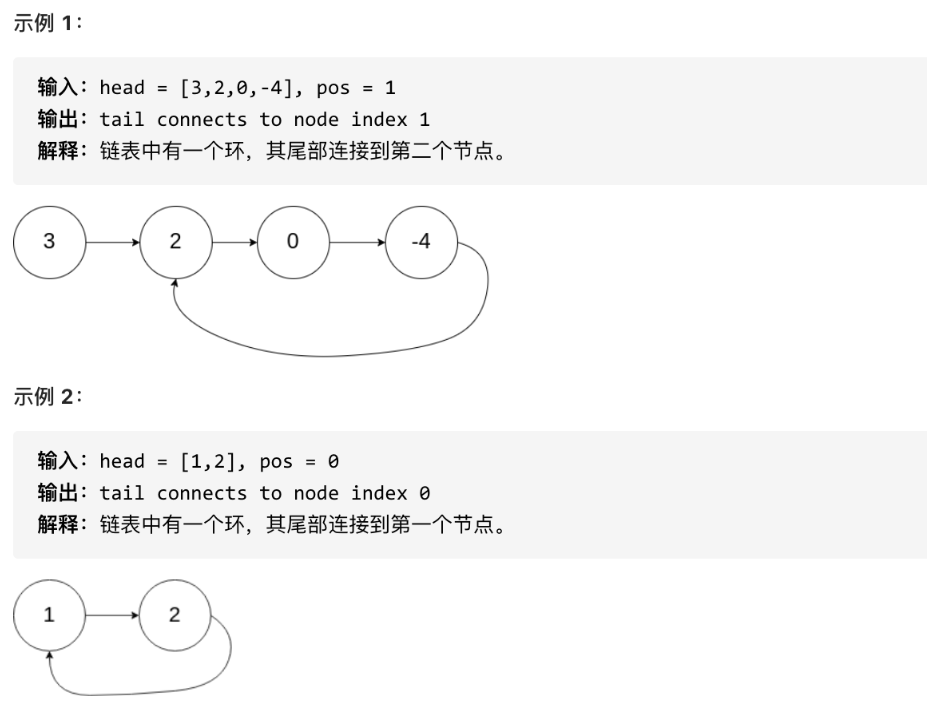 示例 1：
输入：head = [3,2,0,-4], pos = 1
输出：tail connects to node index 1
解释：链表中有一个环，其尾部连接到第二个节点。
3 2 0 -4
示例 2：
输入：head = [1,2], pos = 0
输出：tail connects to node index 0
解释：链表中有一个环，其尾部连接到第一个节点。
1 2